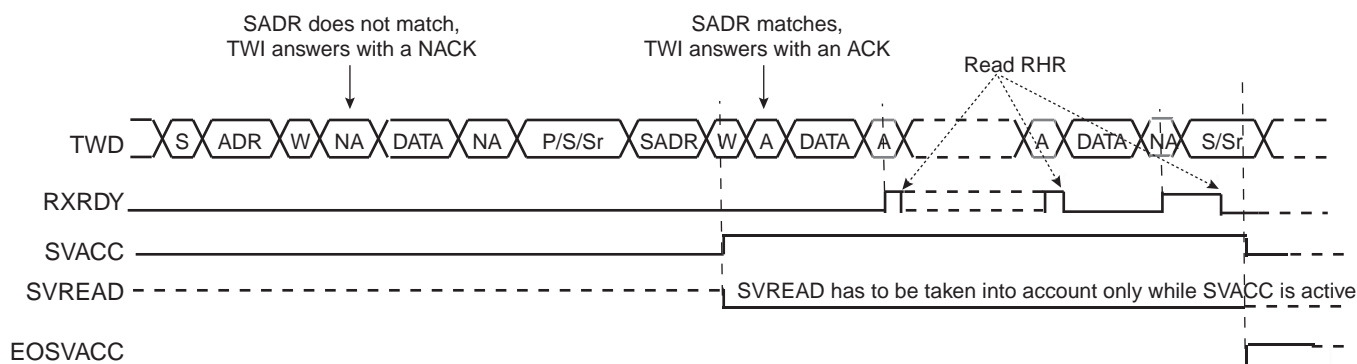 SADR does not match,
TWI answers with a NACK
SADR matches,
TWI answers with an ACK
Read RHR
TWD S ADR W NA DATA NA P/S/Sr SADR W A DATA A A DATA NA S/Sr
RXRDY
SVACC
SVREAD SVREAD has to be taken into account only while SVACC is active
EOSVACC